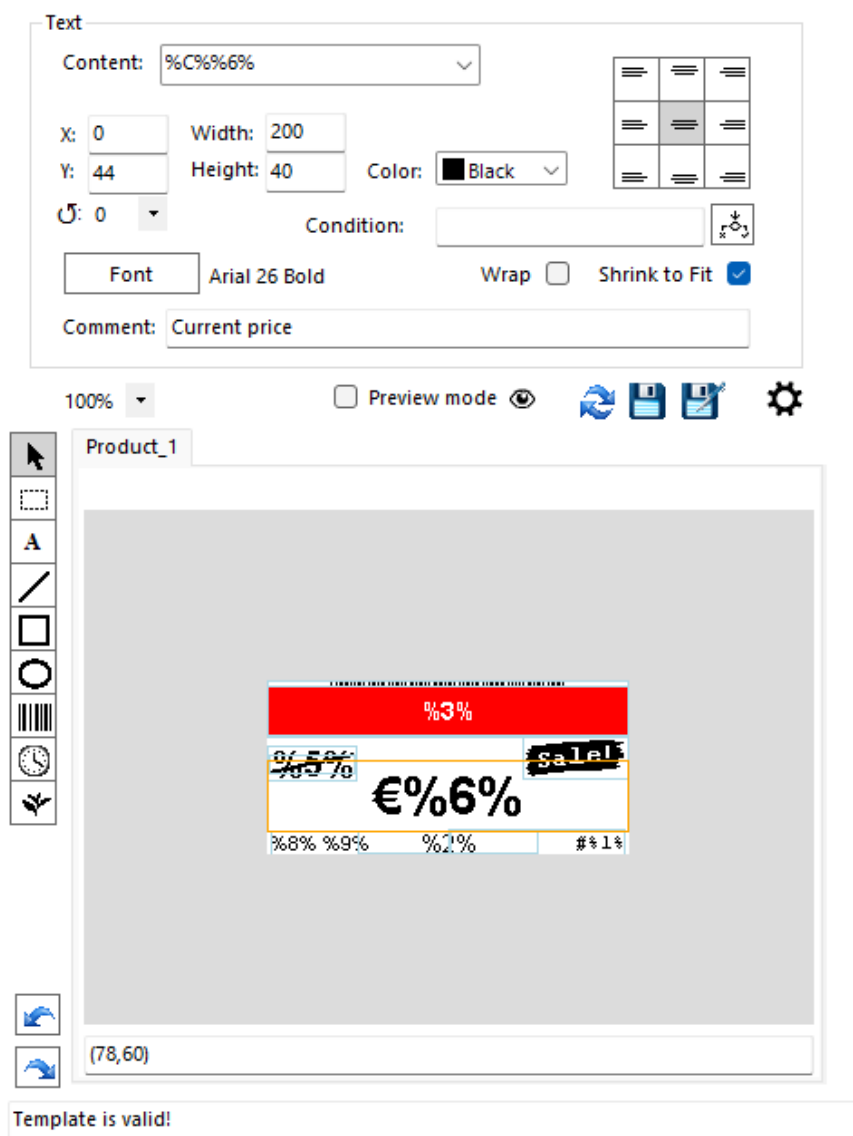 Text
Content: %C%%6%
X: 0 Width: 200
Y: 44 Height: 40 Color: Black
: 0 Condition:
Font Arial 26 Bold Wrap Shrink to Fit
Comment: Current price
100% Preview mode
Product_1
A
%3%
%5% Sale!
€%6%
%8% %9% %2% #%1%
(78,60)
Template is valid!